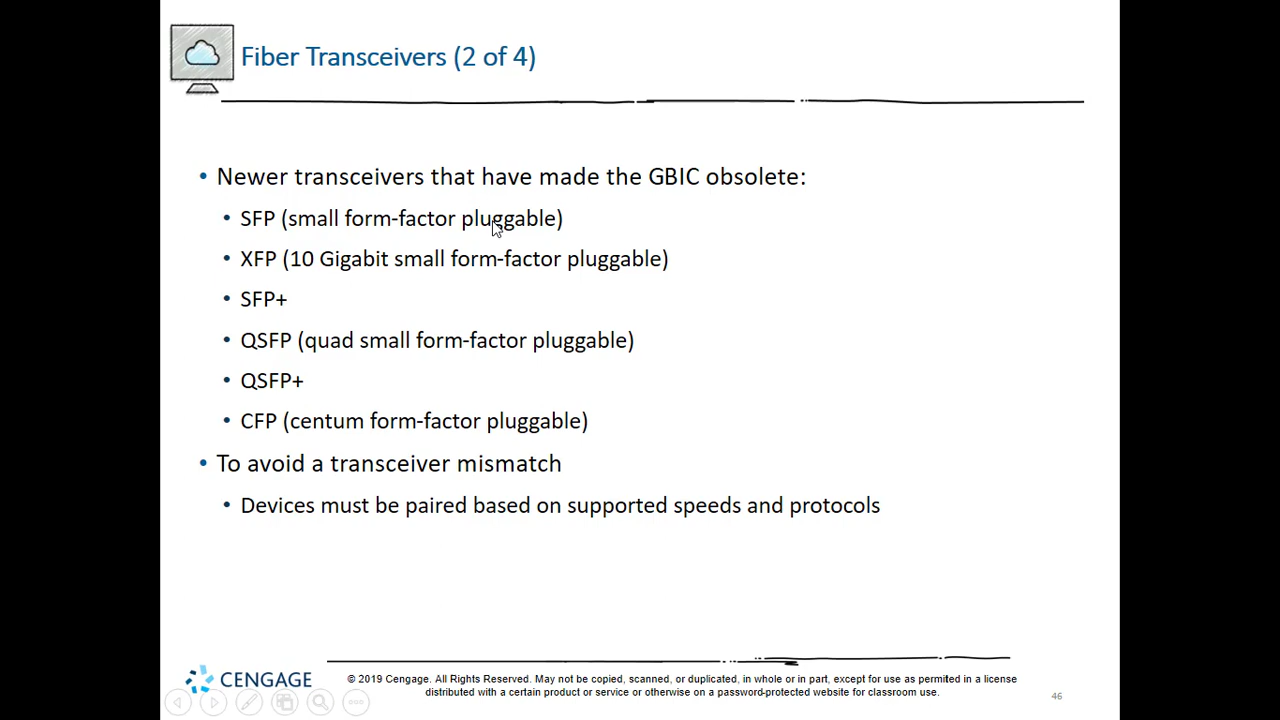 Fiber Transceivers (2 of 4)
• Newer transceivers that have made the GBIC obsolete:
• SFP (small form-factor pluggable)
• XFP (10 Gigabit small form-factor pluggable)
• SFP+
• QSFP (quad small form-factor pluggable)
• QSFP+
• CFP (centum form-factor pluggable)
• To avoid a transceiver mismatch
• Devices must be paired based on supported speeds and protocols
CENGAGE
© 2019 Cengage. All Rights Reserved. May not be copied, scanned, or duplicated, in whole or in part, except for use as permitted in a license
distributed with a certain product or service or otherwise on a password-protected website for classroom use.
46